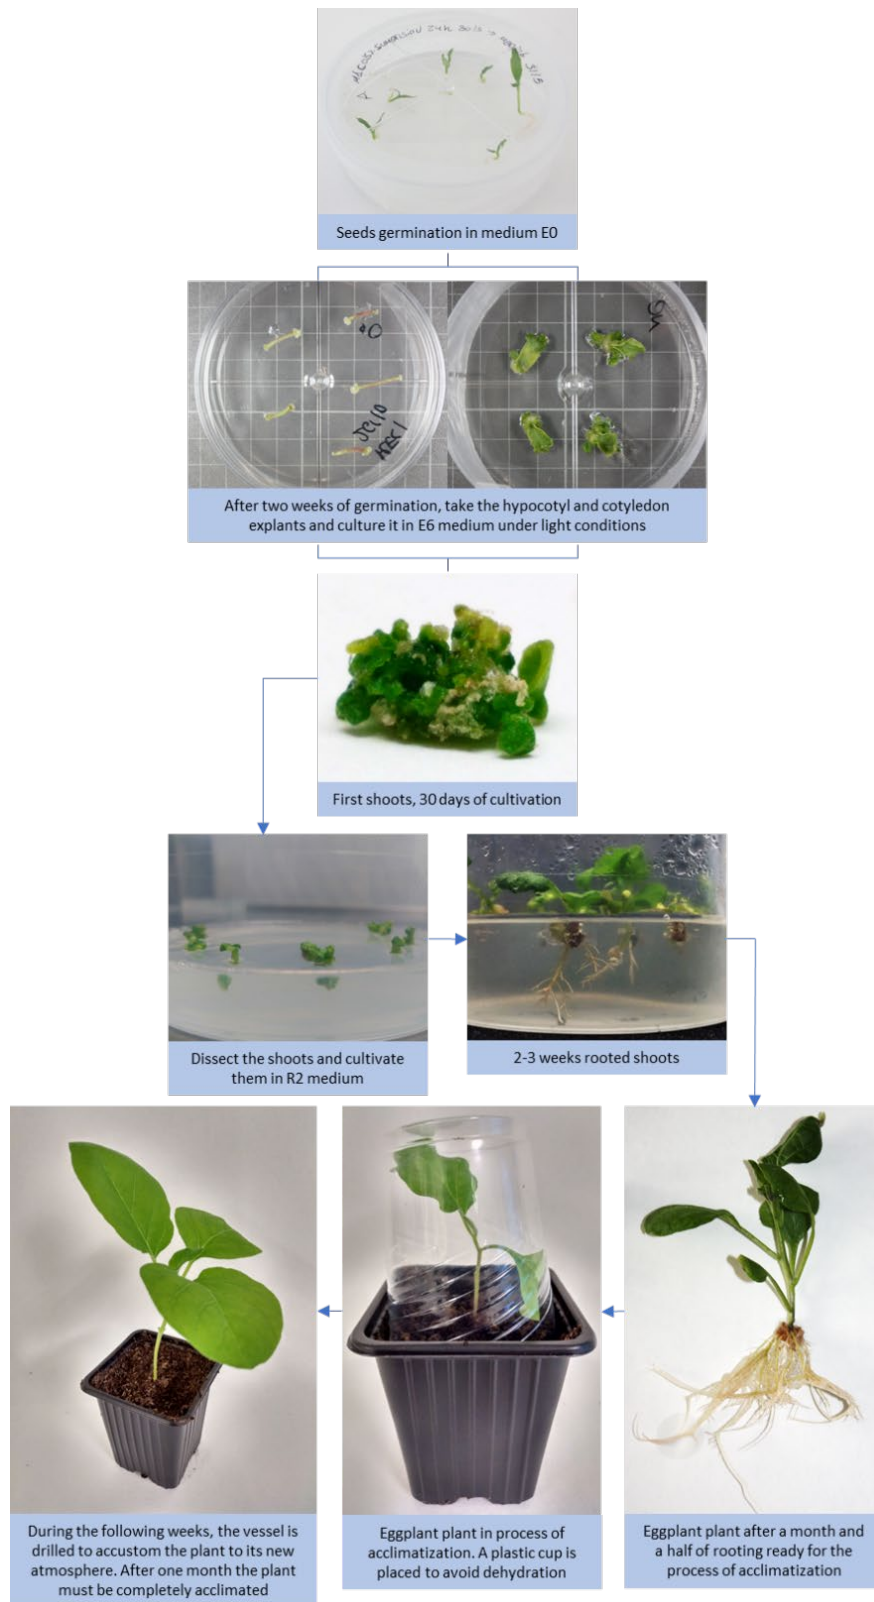 Seeds germination in medium E0
After two weeks of germination, take the hypocotyl and cotyledon
explants and culture it in E6 medium under light conditions
First shoots, 30 days of cultivation
Dissect the shoots and cultivate
them in R2 medium
2-3 weeks rooted shoots
During the following weeks, the vessel is
drilled to accustom the plant to its new
atmosphere. After one month the plant
must be completely acclimated
Eggplant plant in process of
acclimatization. A plastic cup is
placed to avoid dehydration
Eggplant plant after a month and
a half of rooting ready for the
process of acclimatization